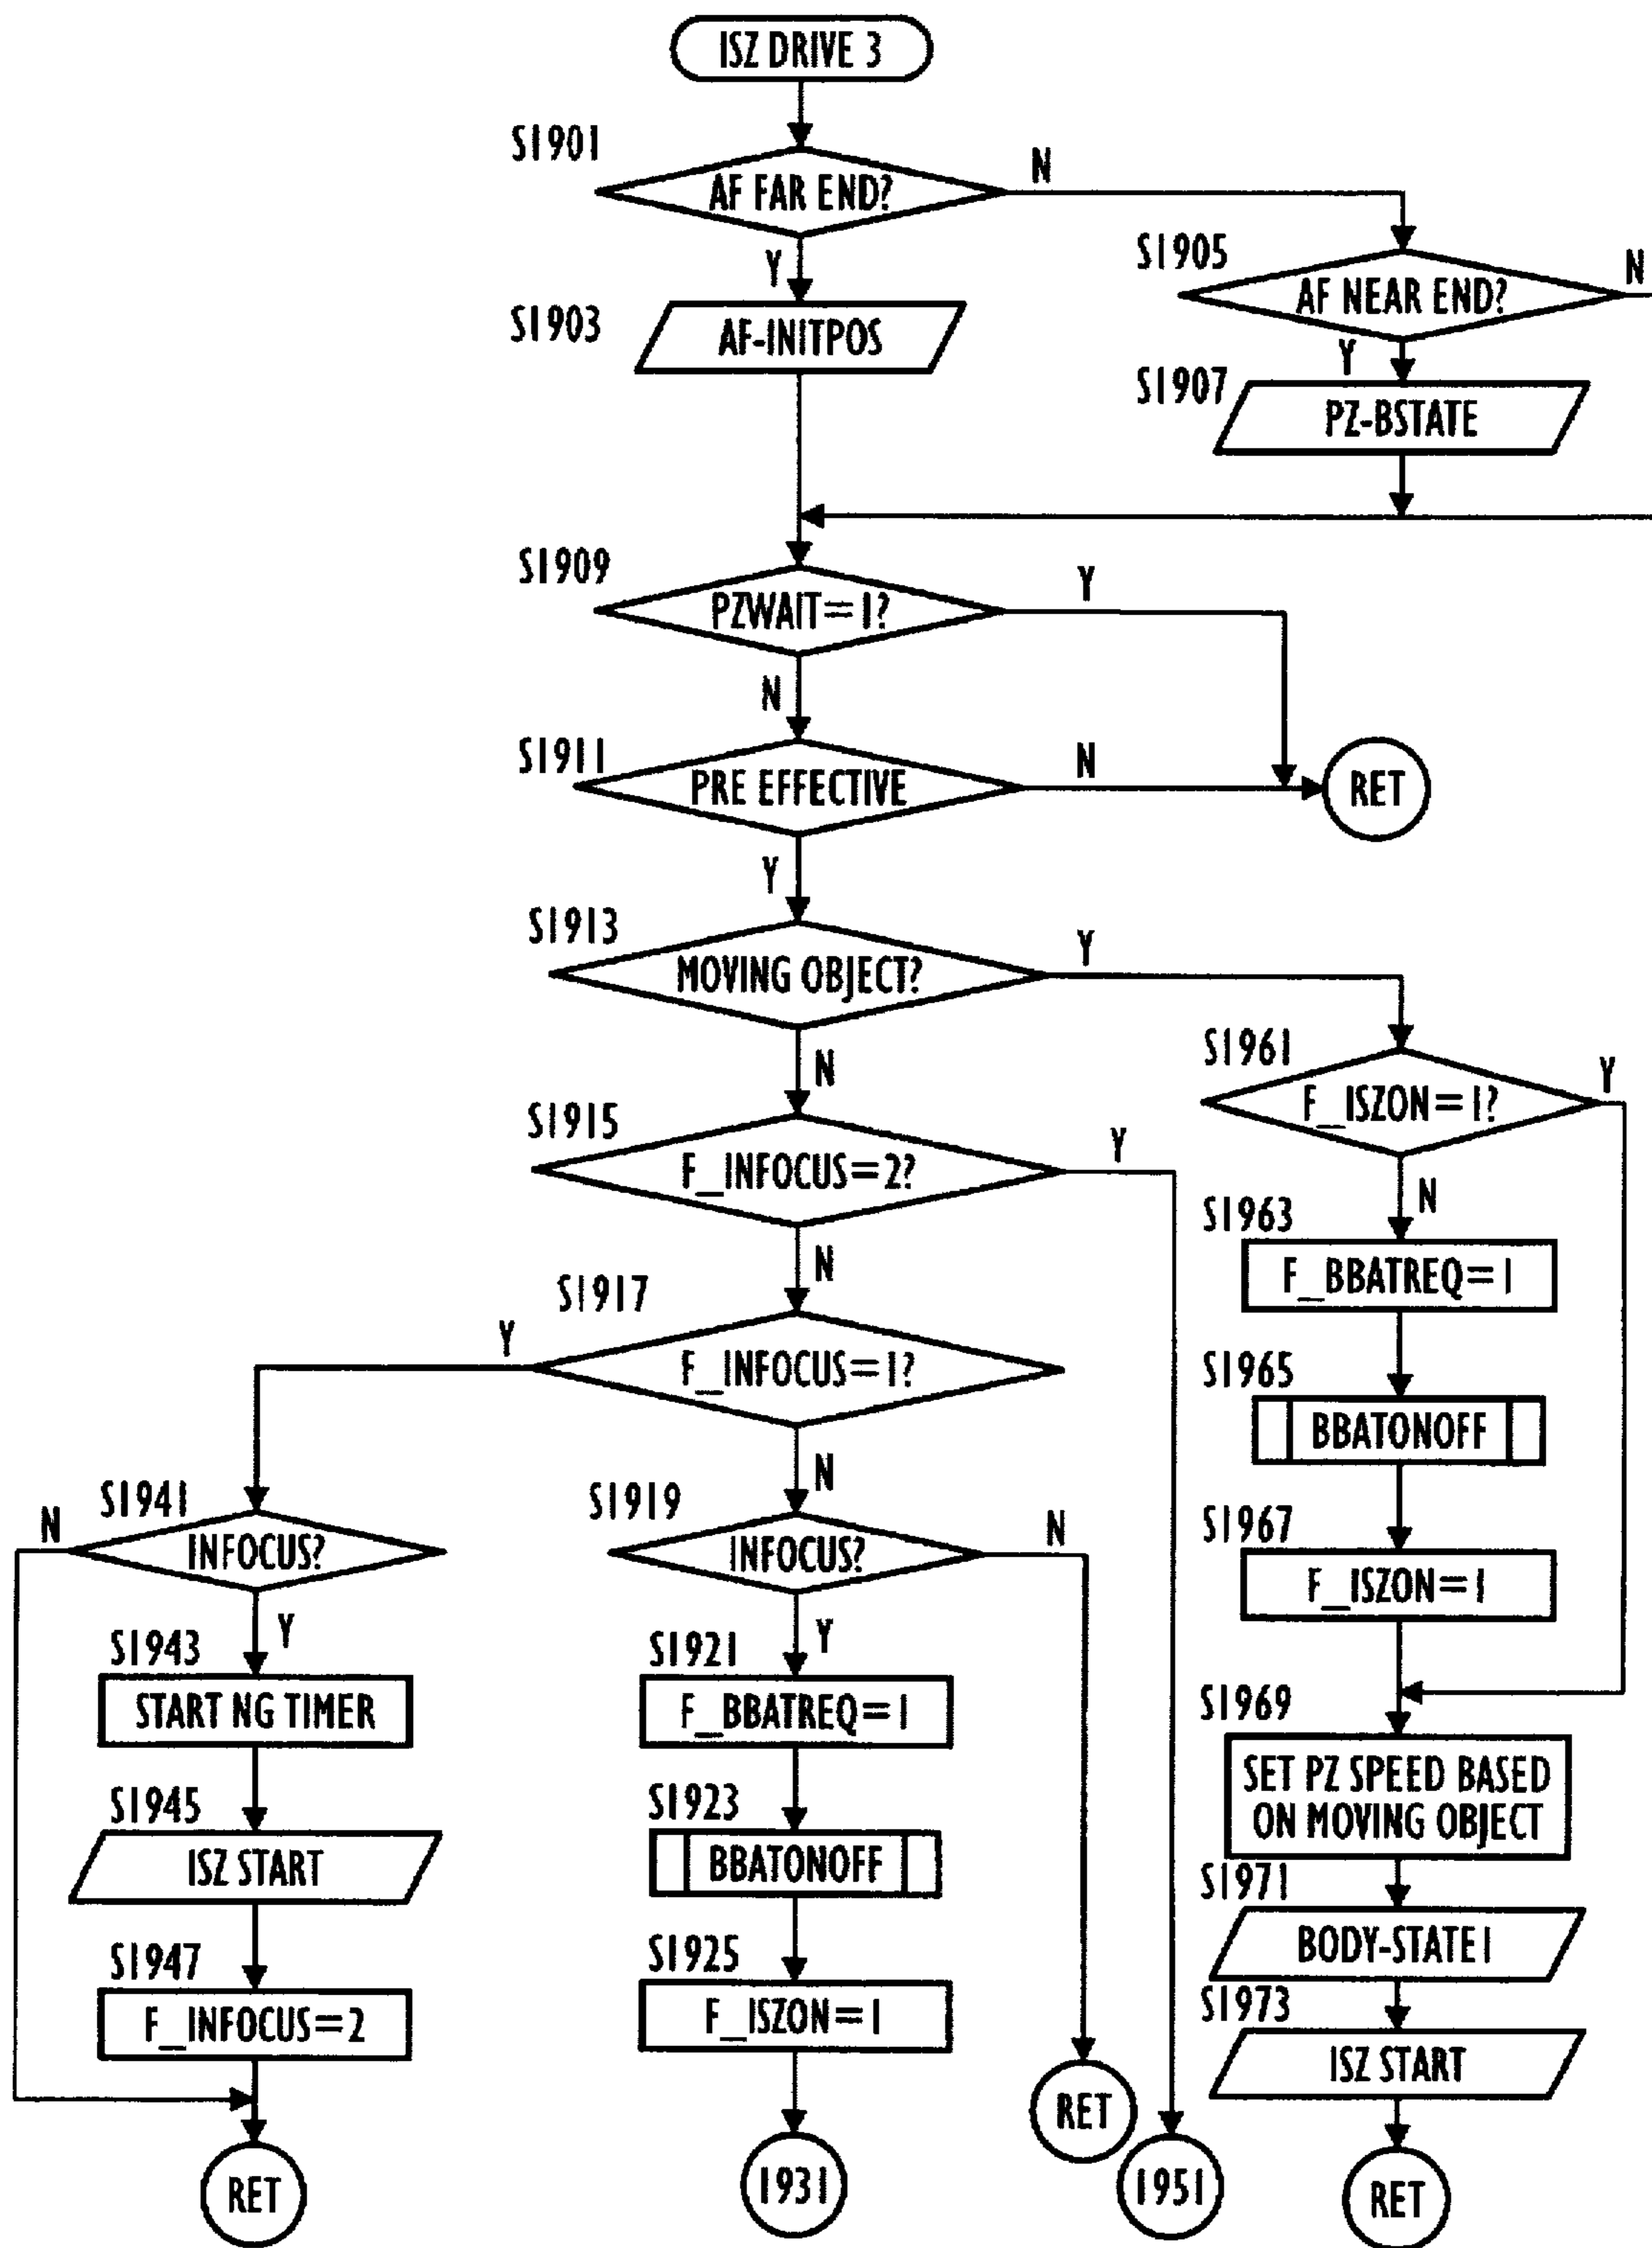 ISZ DRIVE 3
S1901
AF FAR END?
N
Y
S1903
AF-INITPOS
S1905
AF NEAR END?
N
Y
S1907
PZ-BSTATE
S1909
PZWAIT=1?
Y
N
S1911
PRE EFFECTIVE
N
RET
Y
S1913
MOVING OBJECT?
Y
N
S1915
F_INFOCUS=2?
Y
N
S1917
F_INFOCUS=1?
Y
N
S1941
INFOCUS?
N
Y
S1943
START NG TIMER
S1945
ISZ START
S1947
F_INFOCUS=2
RET
S1919
INFOCUS?
N
Y
S1921
F_BBATREQ=1
S1923
BBATONOFF
S1925
F_ISZON=1
1931
RET
1951
S1961
F_ISZON=1?
Y
N
S1963
F_BBATREQ=1
S1965
BBATONOFF
S1967
F_ISZON=1
S1969
SET PZ SPEED BASED
ON MOVING OBJECT
S1971
BODY-STATE1
S1973
ISZ START
RET